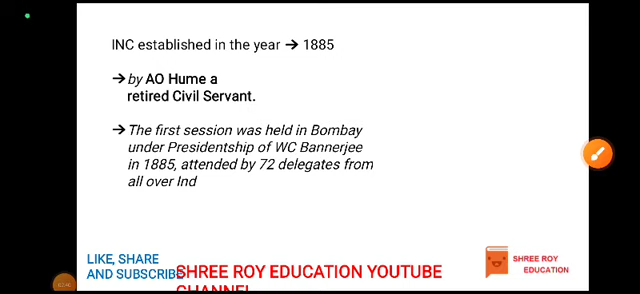 INC established in the year → 1885
→ by AO Hume a
retired Civil Servant.
→ The first session was held in Bombay
under Presidentship of WC Bannerjee
in 1885, attended by 72 delegates from
all over Ind
LIKE, SHARE
AND SUBSCRIBE
SHREE ROY EDUCATION YOUTUBE
CHANNEL
SHREE ROY
EDUCATION